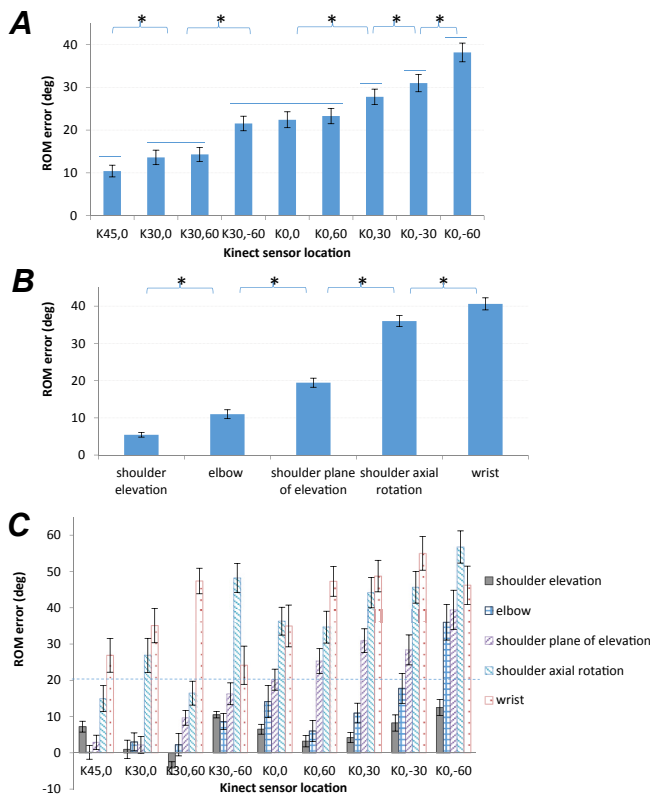 A
* * * * *
ROM error (deg)
40
30
20
10
0
K45,0 K30,0 K30,60 K30,-60 K0,0 K0,60 K0,30 K0,-30 K0,-60
Kinect sensor location
B
* * * *
ROM error (deg)
40
30
20
10
0
shoulder elevation
elbow
shoulder plane of elevation
shoulder axial rotation
wrist
C
ROM error (deg)
60
50
40
30
20
10
0
-10
K45,0 K30,0 K30,60 K30,-60 K0,0 K0,60 K0,30 K0,-30 K0,-60
Kinect sensor location
shoulder elevation
elbow
shoulder plane of elevation
shoulder axial rotation
wrist